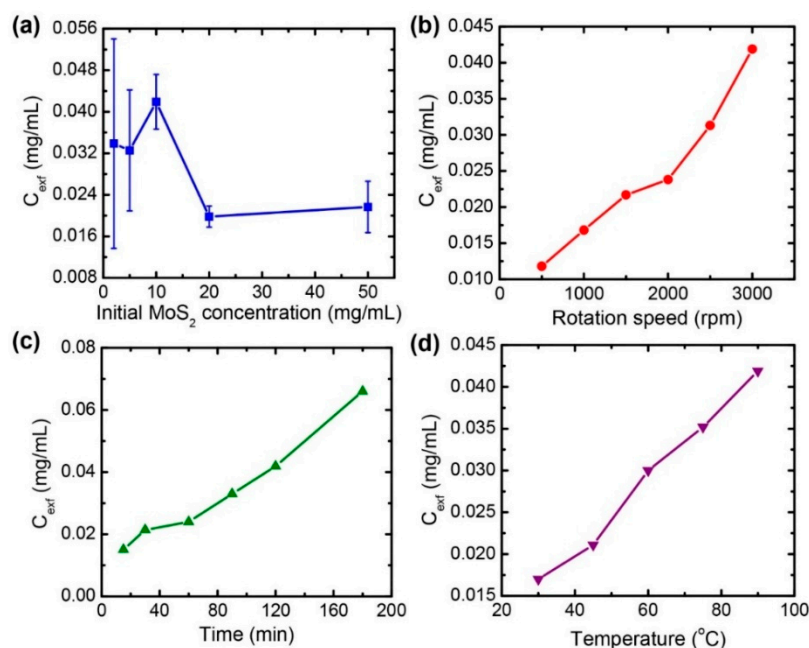 (a)
0.056
0.048
0.040
0.032
0.024
0.016
0.008
C_exf (mg/mL)
0 10 20 30 40 50
Initial MoS₂ concentration (mg/mL)
(b)
0.045
0.040
0.035
0.030
0.025
0.020
0.015
0.010
C_exf (mg/mL)
0 1000 1500 2000 2500 3000
Rotation speed (rpm)
(c)
0.08
0.06
0.04
0.02
0.00
C_exf (mg/mL)
0 40 80 120 160 200
Time (min)
(d)
0.045
0.040
0.035
0.030
0.025
0.020
0.015
C_exf (mg/mL)
20 40 60 80 100
Temperature (°C)